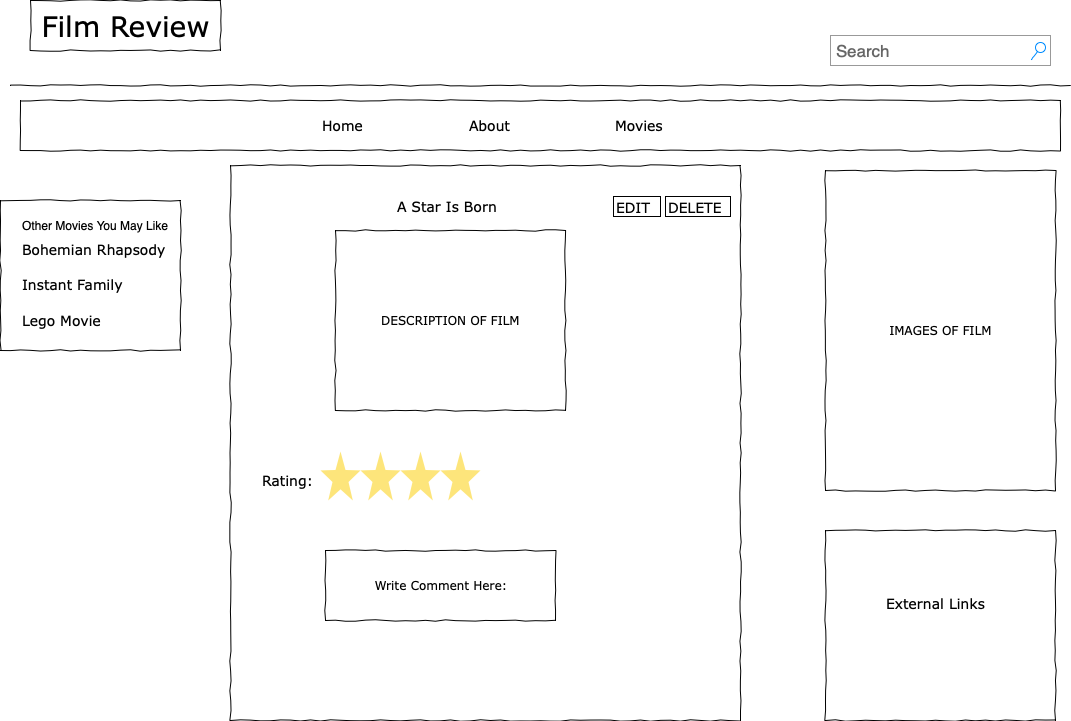 Film Review
Search
Home About Movies
Other Movies You May Like
Bohemian Rhapsody
Instant Family
Lego Movie
A Star Is Born
EDIT DELETE
DESCRIPTION OF FILM
Rating:
Write Comment Here:
IMAGES OF FILM
External Links